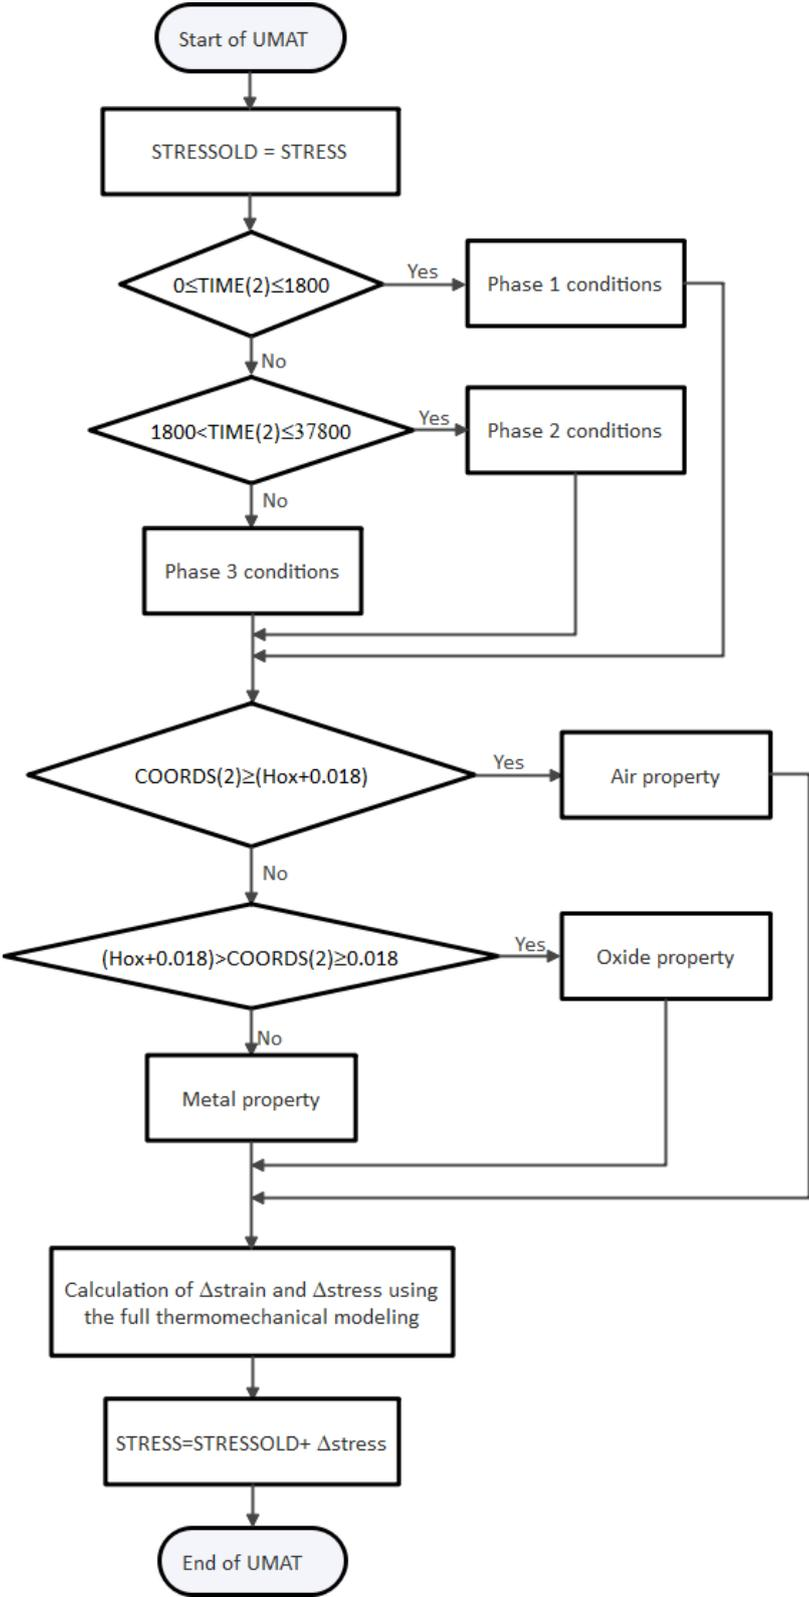 Start of UMAT
STRESSOLD = STRESS
0≤TIME(2)≤1800
Yes
Phase 1 conditions
No
1800<TIME(2)≤37800
Yes
Phase 2 conditions
No
Phase 3 conditions
COORDS(2)≥(Hox+0.018)
Yes
Air property
No
(Hox+0.018)>COORDS(2)≥0.018
Yes
Oxide property
No
Metal property
Calculation of Δstrain and Δstress using
the full thermomechanical modeling
STRESS=STRESSOLD+ Δstress
End of UMAT